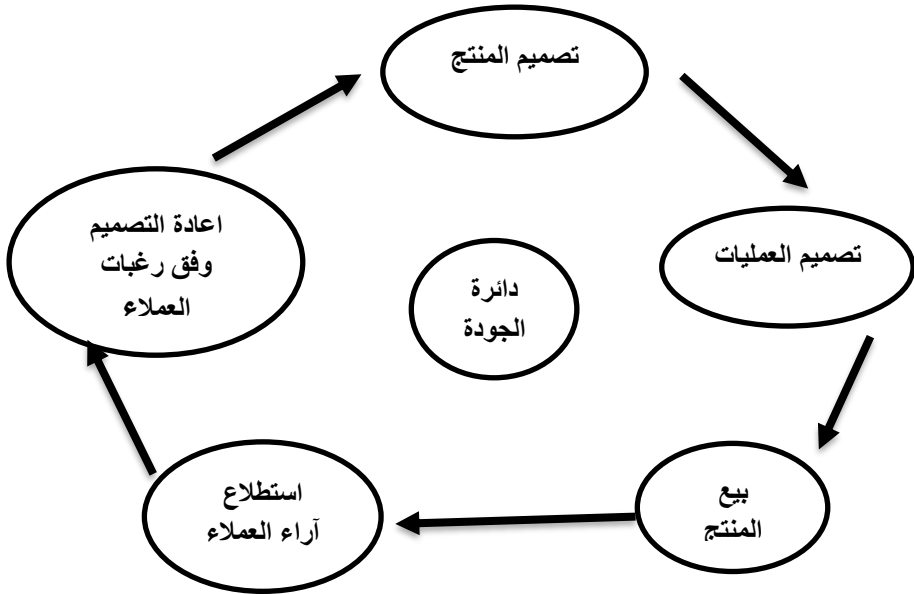 تصميم المنتج
تصميم العمليات
بيع
المنتج
استطلاع
آراء العملاء
اعادة التصميم
وفق رغبات
العملاء
دائرة
الجودة